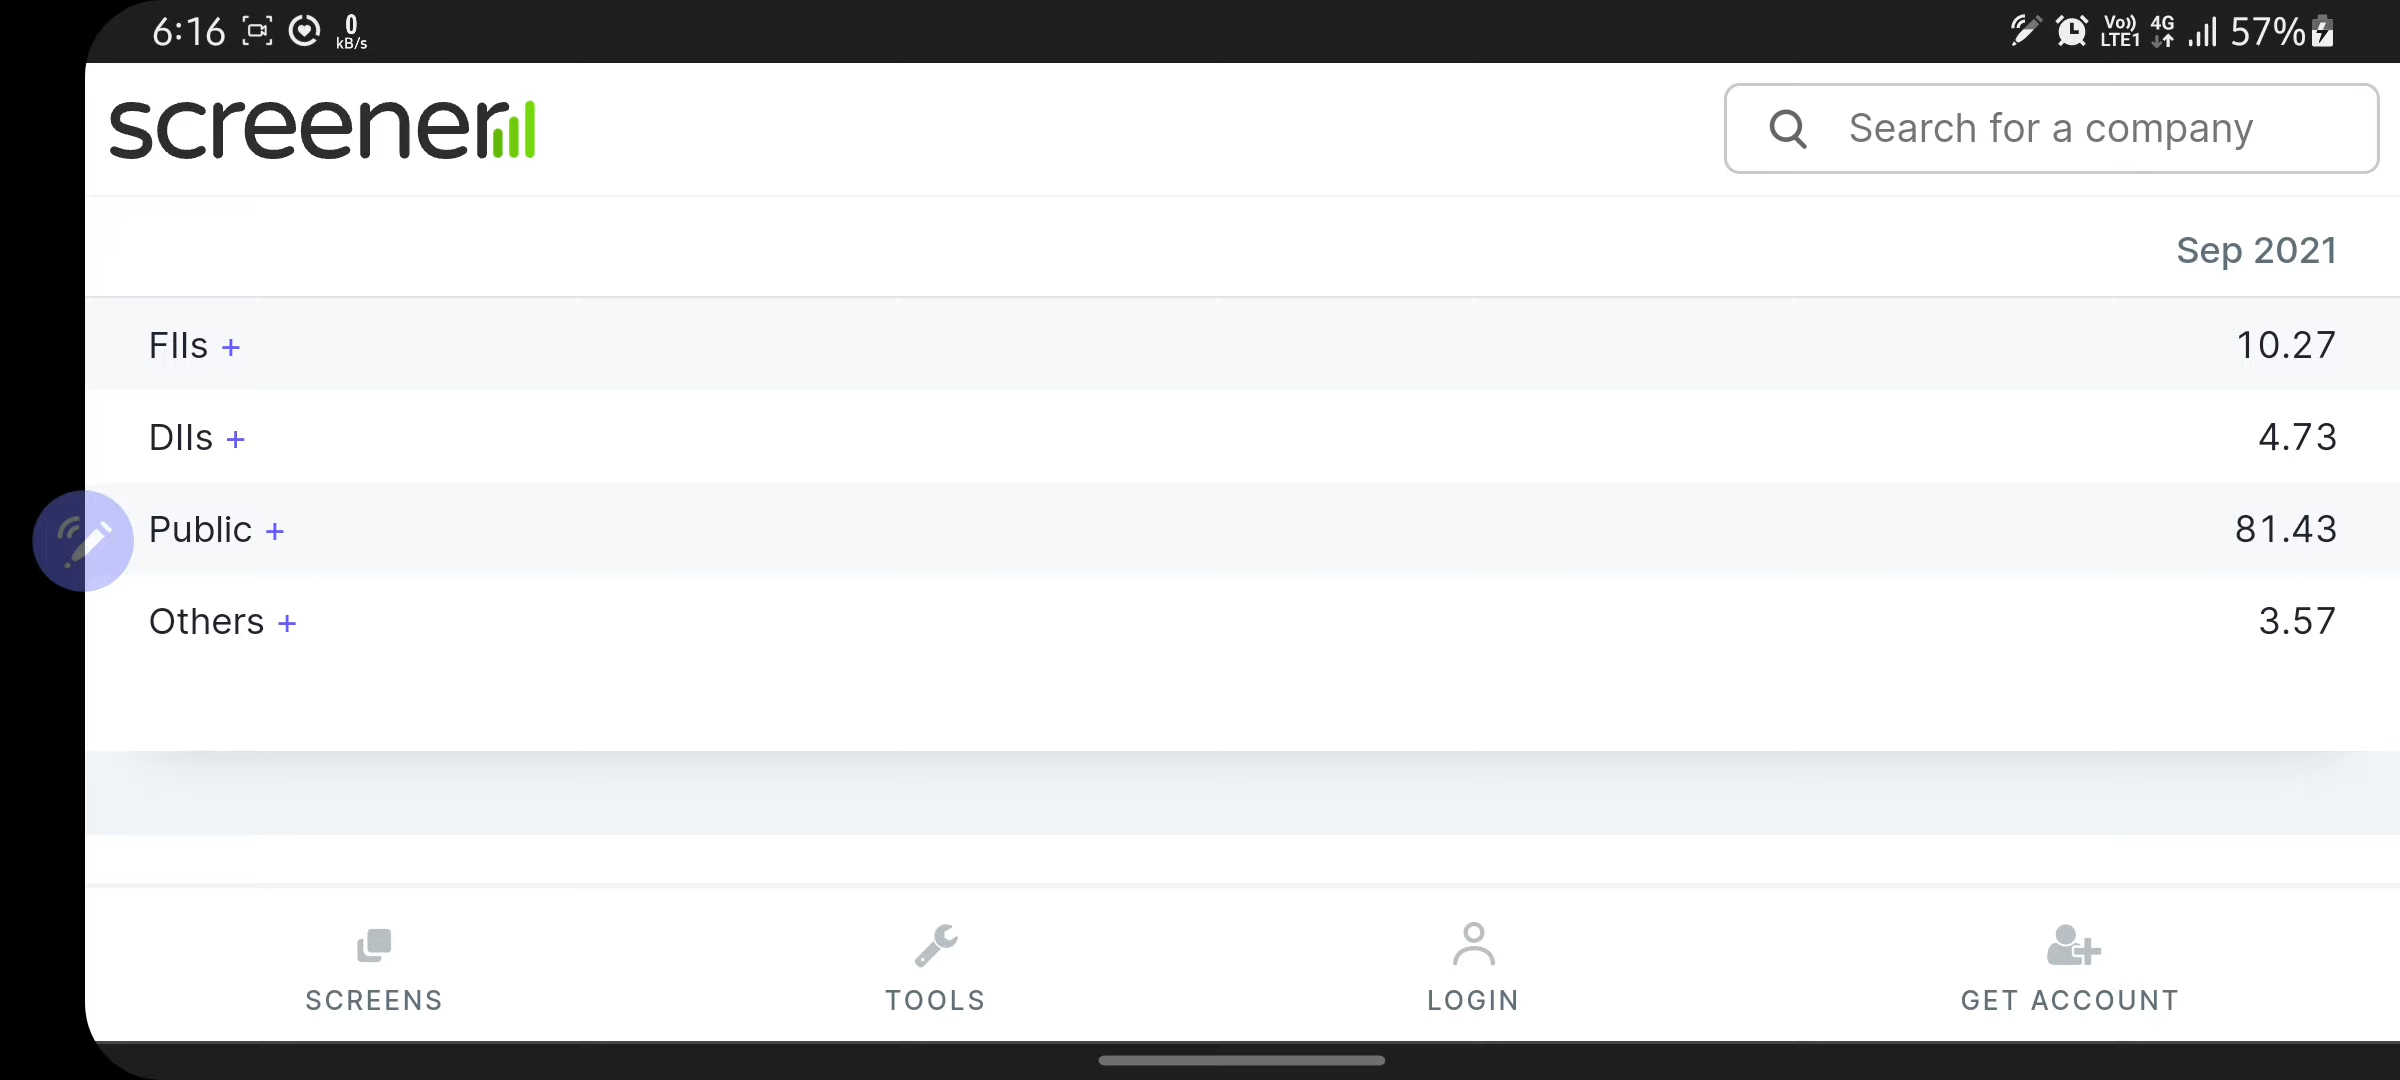 6:16 0 kB/s Vo)) LTE1 4G 57%
screener
Search for a company
Sep 2021
FIIs + 10.27
DIIs + 4.73
Public + 81.43
Others + 3.57
SCREENS TOOLS LOGIN GET ACCOUNT